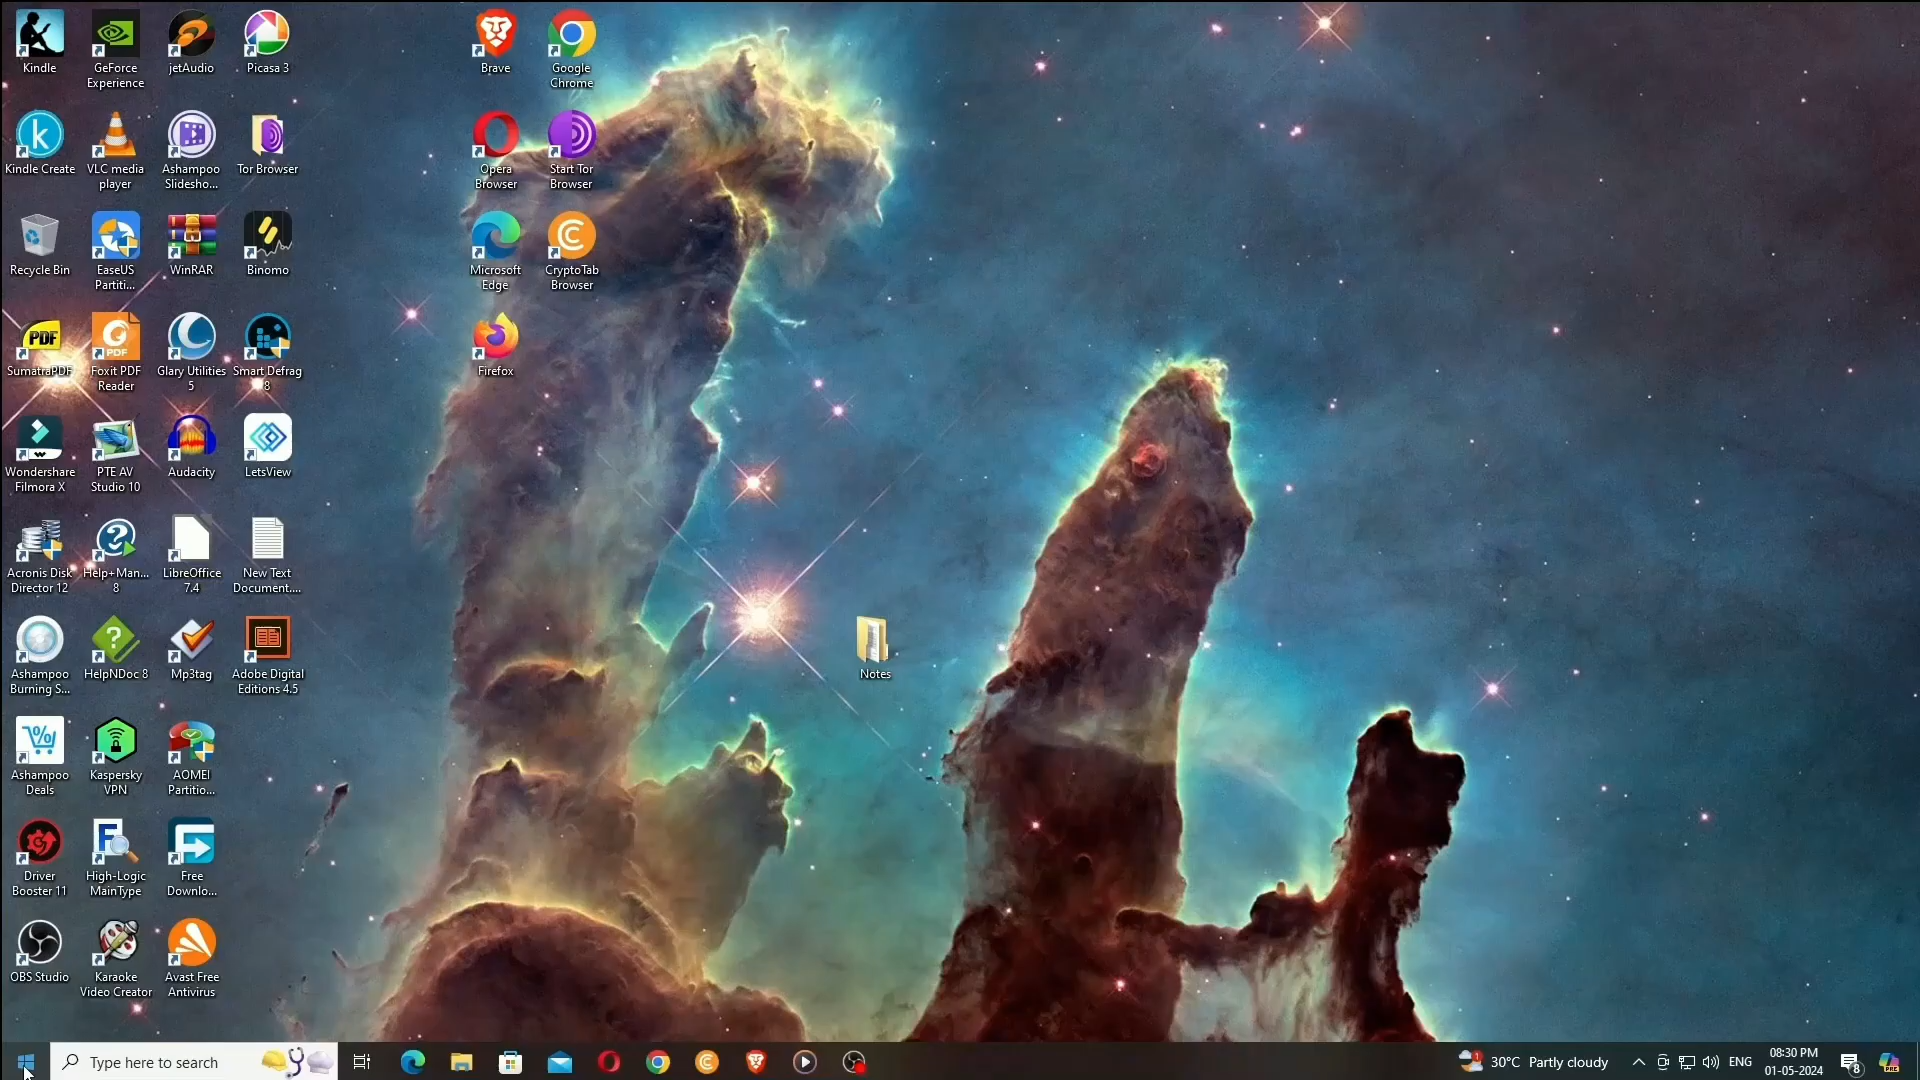 Kindle
GeForce
Experience
jetAudio
Picasa 3
Brave
Google
Chrome
Kindle Create
VLC media
player
Ashampoo
Slidesho...
Tor Browser
Opera
Browser
Start Tor
Browser
Recycle Bin
EaseUS
Partiti...
WinRAR
Binomo
Microsoft
Edge
CryptoTab
Browser
PDF
SumatraPDF
PDF
Foxit PDF
Reader
Glary Utilities
5
Smart Defrag
8
Firefox
Wondershare
Filmora X
PTE AV
Studio 10
Audacity
LetsView
Acronis Disk
Director 12
Help+Man...
8
LibreOffice
7.4
New Text
Document....
Ashampoo
Burning S...
HelpNDoc 8
Mp3tag
Adobe Digital
Editions 4.5
Notes
Ashampoo
Deals
Kaspersky
VPN
AOMEI
Partitio...
Driver
Booster 11
High-Logic
MainType
Free
Downlo...
OBS Studio
Karaoke
Video Creator
Avast Free
Antivirus
Type here to search
1
30°C Partly cloudy
ENG
08:30 PM
01-05-2024
8
PRE